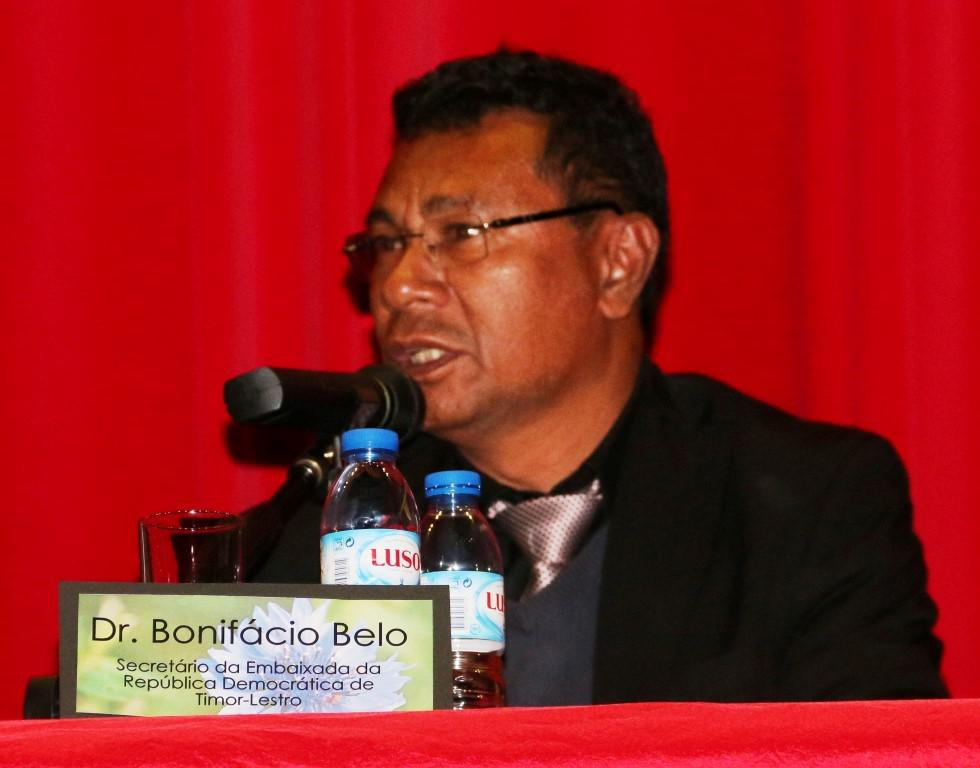 LUSO
LU
Dr. Bonifácio Belo
Secretário da Embaixada da
República Democrática de
Timor-Lestro